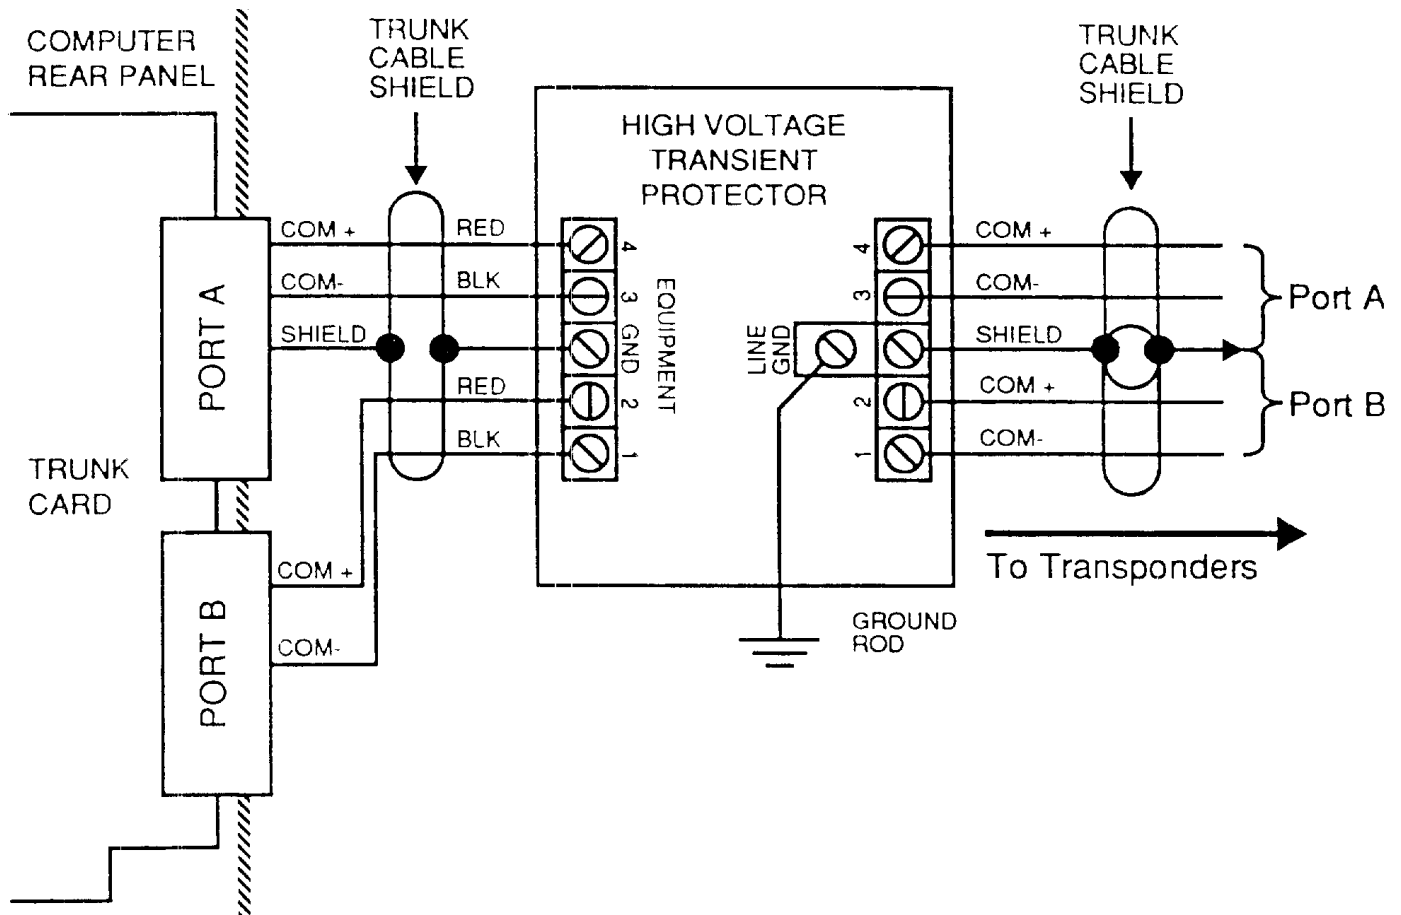 COMPUTER
REAR PANEL
TRUNK
CABLE
SHIELD
TRUNK
CABLE
SHIELD
HIGH VOLTAGE
TRANSIENT
PROTECTOR
PORT A
COM +
COM-
SHIELD
RED
BLK
RED
BLK
4
3
GND
2
1
EQUIPMENT
LINE
GND
4
3
2
1
COM +
COM-
SHIELD
COM +
COM-
Port A
Port B
TRUNK
CARD
PORT B
COM +
COM-
To Transponders
GROUND
ROD